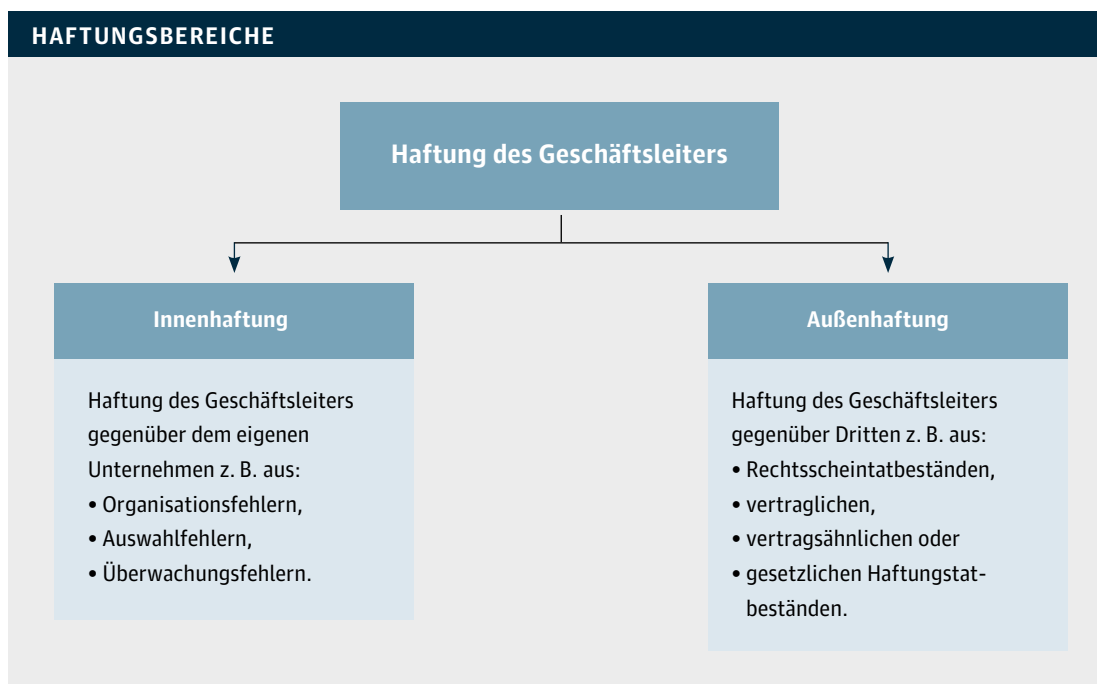 HAFTUNGSBEREICHE
Haftung des Geschäftsleiters
Innenhaftung
Haftung des Geschäftsleiters
gegenüber dem eigenen
Unternehmen z. B. aus:
• Organisationsfehlern,
• Auswahlfehlern,
• Überwachungsfehlern.
Außenhaftung
Haftung des Geschäftsleiters
gegenüber Dritten z. B. aus:
• Rechtsscheintatbeständen,
• vertraglichen,
• vertragsähnlichen oder
• gesetzlichen Haftungstat-
beständen.